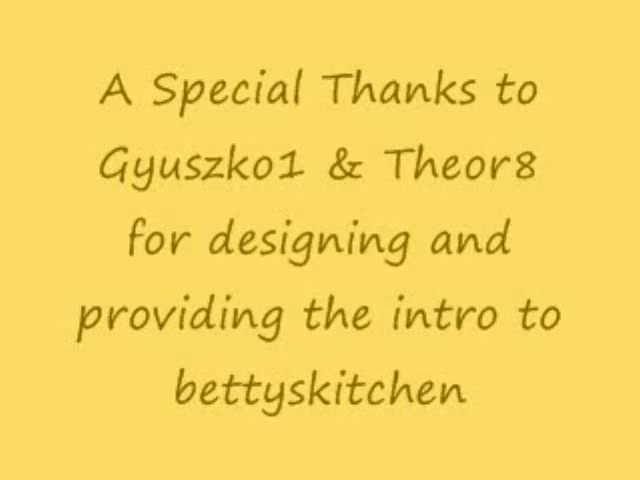 A Special Thanks to
Gyuszko1 & Theor8
for designing and
providing the intro to
bettyskitchen